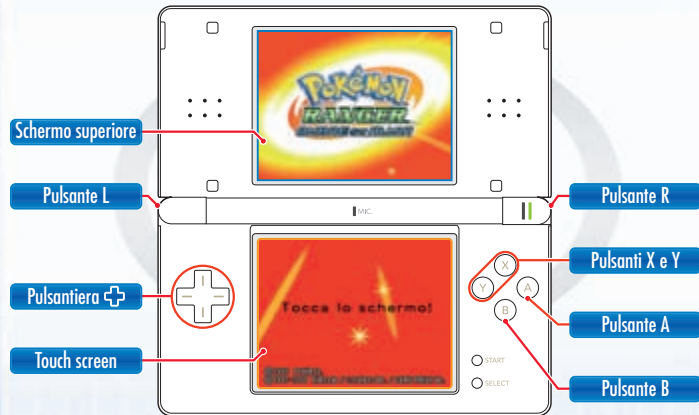 POKéMON
RANGER
Schermo superiore
Pulsante L
MIC.
Pulsante R
X
Pulsanti X e Y
Y
A
Pulsantiera
Tocca lo schermo!
B
Pulsante A
Touch screen
START
SELECT
Pulsante B